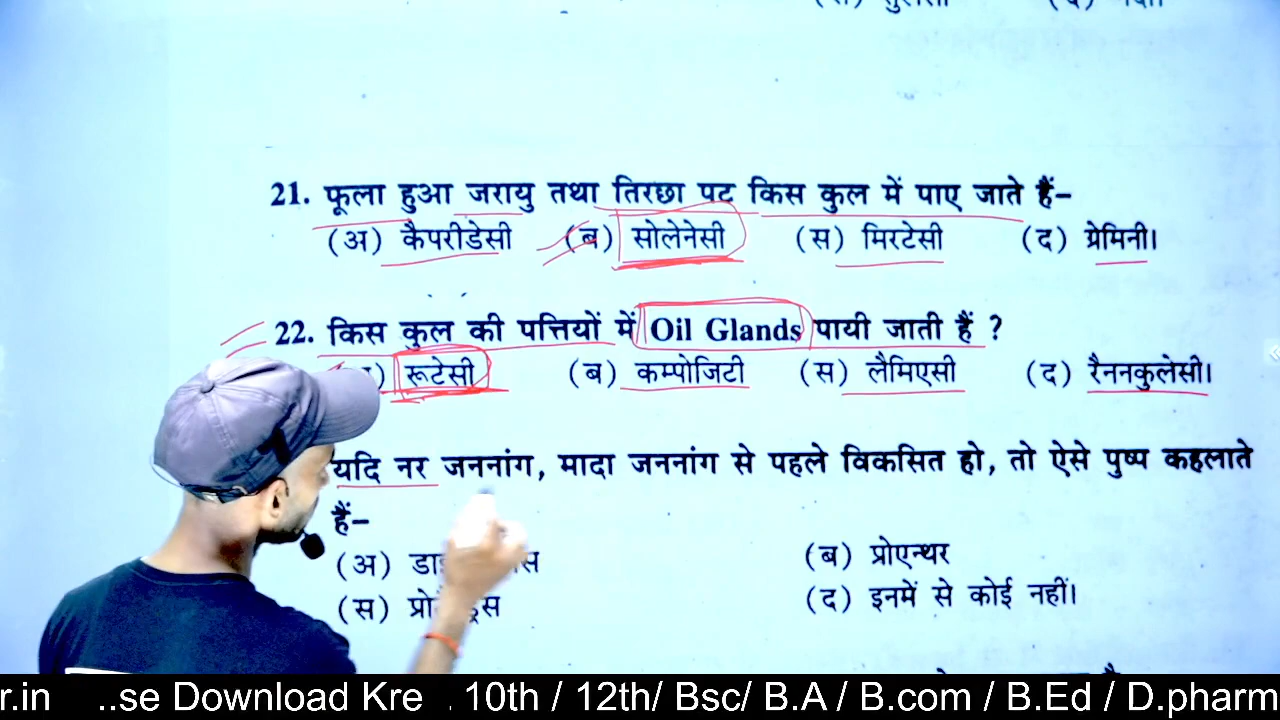 21. फूला हुआ जरायु तथा तिरछा पट किस कुल में पाए जाते हैं–
(अ) कैपरीडेसी (ब) सोलेनेसी (स) मिरटेसी (द) प्रेमिनी।
22. किस कुल की पत्तियों में Oil Glands पायी जाती हैं ?
रूटेसी (ब) कम्पोजिटी (स) लैमिएसी (द) रैननकुलेसी।
यदि नर जननांग, मादा जननांग से पहले विकसित हो, तो ऐसे पुष्प कहलाते
हैं–
(अ) (ब) प्रोएन्थर
(स) (द) इनमें से कोई नहीं।
r.in ..se Download Kre . 10th / 12th/ Bsc/ B.A / B.com / B.Ed / D.pharm